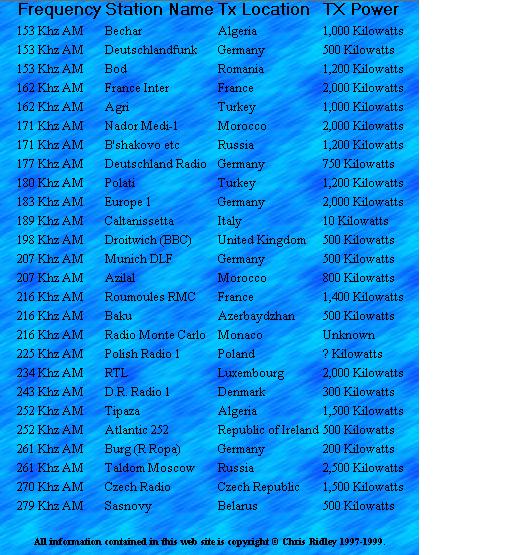 Frequency Station Name Tx Location TX Power
153 Khz AM Bechar Algeria 1,000 Kilowatts
153 Khz AM Deutschlandfunk Germany 500 Kilowatts
153 Khz AM Bod Romania 1,200 Kilowatts
162 Khz AM France Inter France 2,000 Kilowatts
162 Khz AM Agri Turkey 1,000 Kilowatts
171 Khz AM Nador Medi-1 Morocco 2,000 Kilowatts
171 Khz AM B'shakovo etc Russia 1,200 Kilowatts
177 Khz AM Deutschland Radio Germany 750 Kilowatts
180 Khz AM Polati Turkey 1,200 Kilowatts
183 Khz AM Europe 1 Germany 2,000 Kilowatts
189 Khz AM Caltanissetta Italy 10 Kilowatts
198 Khz AM Droitwich (BBC) United Kingdom 500 Kilowatts
207 Khz AM Munich DLF Germany 500 Kilowatts
207 Khz AM Azilal Morocco 800 Kilowatts
216 Khz AM Roumoules RMC France 1,400 Kilowatts
216 Khz AM Baku Azerbaydzhan 500 Kilowatts
216 Khz AM Radio Monte Carlo Monaco Unknown
225 Khz AM Polish Radio 1 Poland ? Kilowatts
234 Khz AM RTL Luxembourg 2,000 Kilowatts
243 Khz AM D.R. Radio 1 Denmark 300 Kilowatts
252 Khz AM Tipaza Algeria 1,500 Kilowatts
252 Khz AM Atlantic 252 Republic of Ireland 500 Kilowatts
261 Khz AM Burg (R Ropa) Germany 200 Kilowatts
261 Khz AM Taldom Moscow Russia 2,500 Kilowatts
270 Khz AM Czech Radio Czech Republic 1,500 Kilowatts
279 Khz AM Sasnovy Belarus 500 Kilowatts
All information contained in this web site is copyright © Chris Ridley 1997-1999.